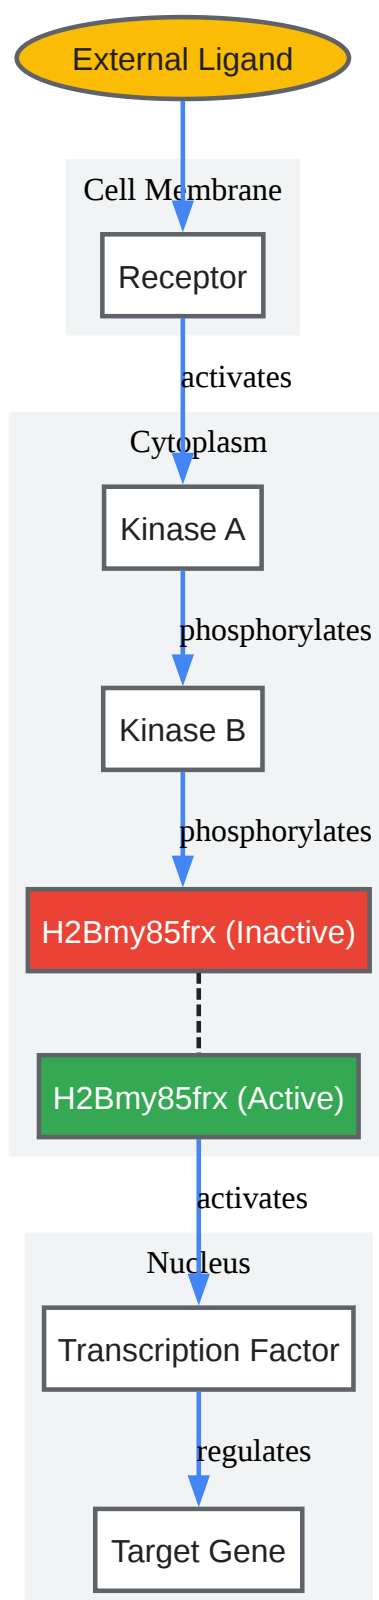 External Ligand
Cell Membrane
Receptor
activates
Cytoplasm
Kinase A
phosphorylates
Kinase B
phosphorylates
H2Bmy85frx (Inactive)
H2Bmy85frx (Active)
activates
Nucleus
Transcription Factor
regulates
Target Gene